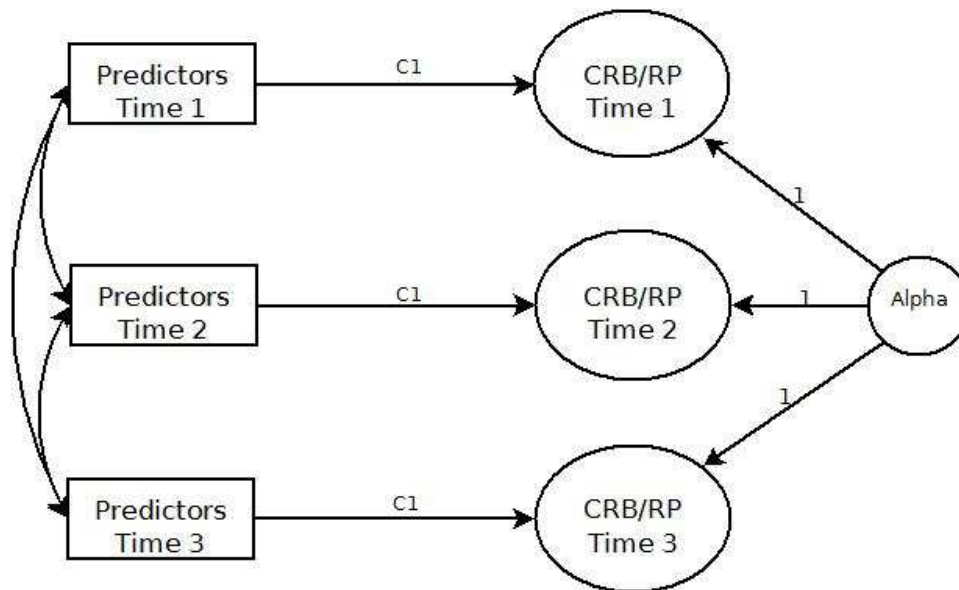 Predictors
Time 1
C1
CRB/RP
Time 1
1
Predictors
Time 2
C1
CRB/RP
Time 2
1
Alpha
1
Predictors
Time 3
C1
CRB/RP
Time 3